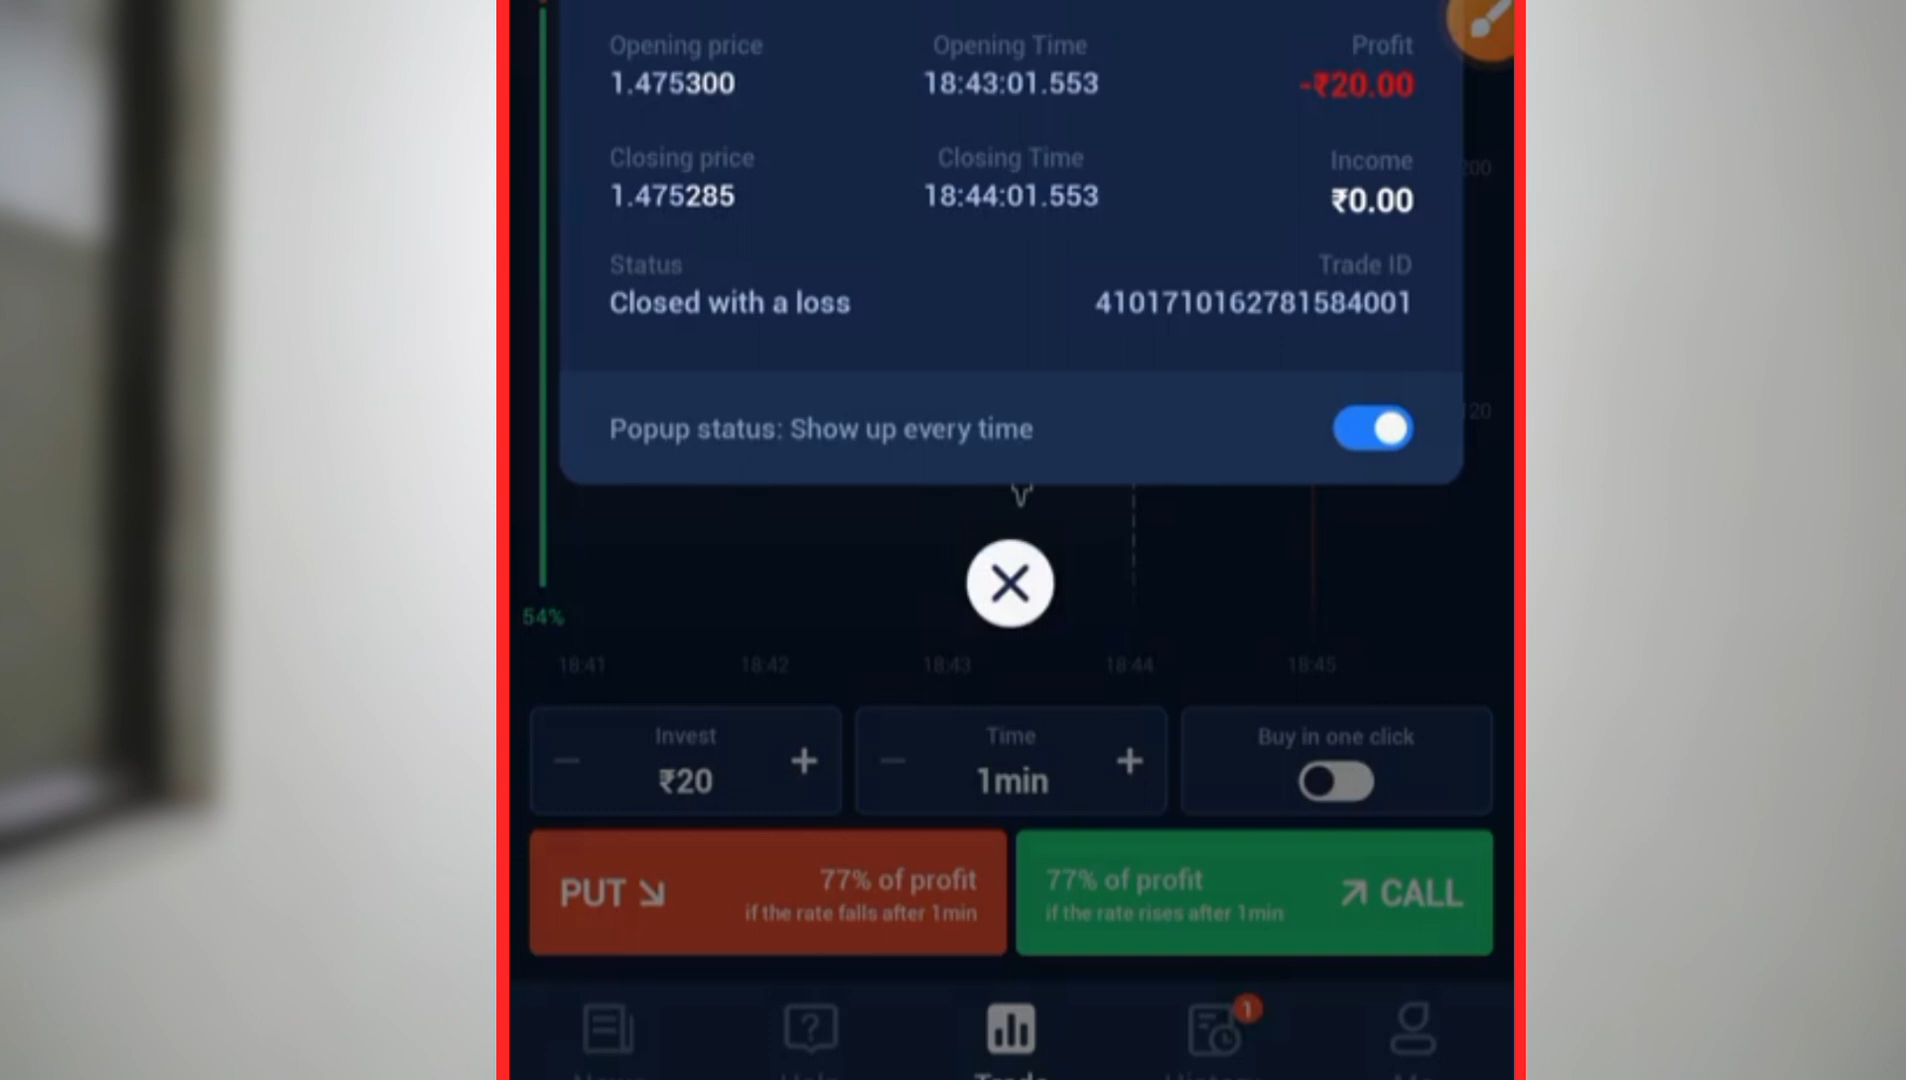 Opening price Opening Time Profit
1.475300 18:43:01.553 -₹20.00
Closing price Closing Time Income
1.475285 18:44:01.553 ₹0.00
Status Trade ID
Closed with a loss 4101710162781584001
Popup status: Show up every time
54%
18:41 18:42 18:43 18:44 18:45
Invest Time Buy in one click
₹20 1min
PUT 77% of profit 77% of profit CALL
if the rate falls after 1min if the rate rises after 1min
1
Trade